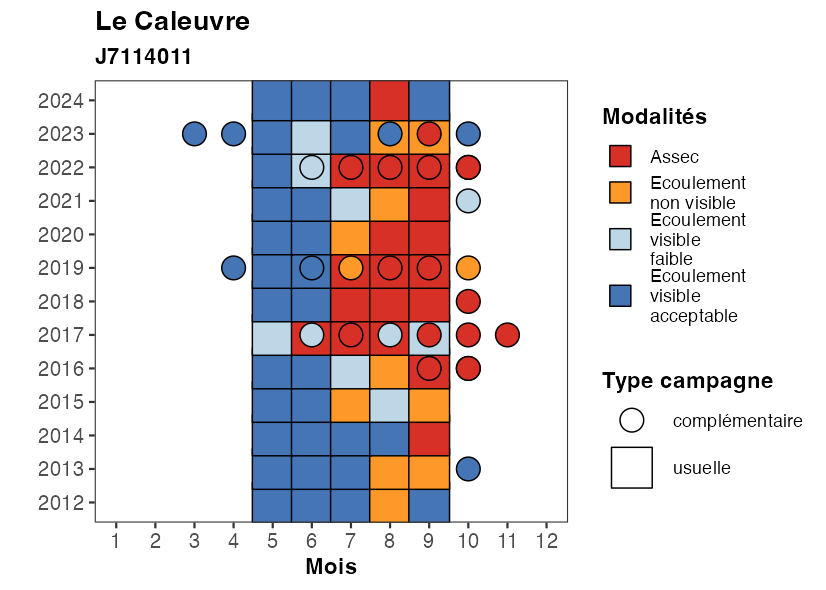 Le Caleuvre
J7114011
2024
2023
2022
2021
2020
2019
2018
2017
2016
2015
2014
2013
2012
1 2 3 4 5 6 7 8 9 10 11 12
Mois
Modalités
Assec
Ecoulement
non visible
Ecoulement
visible
faible
Ecoulement
visible
acceptable
Type campagne
complémentaire
usuelle